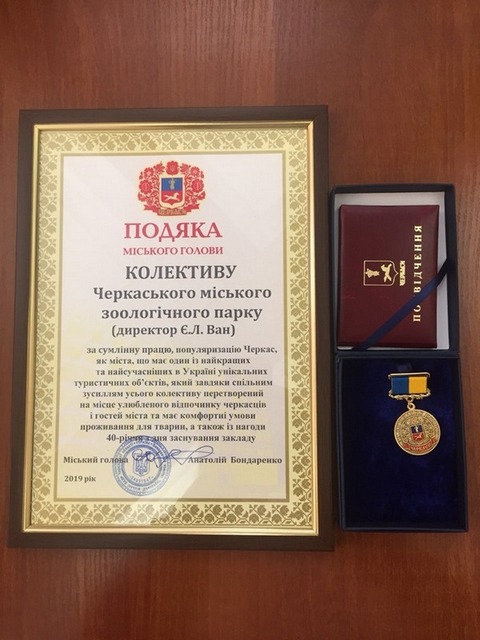 ЧЕРКАСИ
ПОДЯКА
МІСЬКОГО ГОЛОВИ
КОЛЕКТИВУ
Черкаського міського
зоологічного парку
(директор Є.Л. Ван)
за сумлінну працю, популяризацію Черкас,
як міста, що має один із найкращих
та найсучасніших в Україні унікальних
туристичних об'єктів, який завдяки спільним
зусиллям усього колективу перетворений
на місце улюбленого відпочинку черкасців
і гостей міста та має комфортні умови
проживання для тварин, а також із нагоди
40-річчя з дня заснування закладу
Міський голова Анатолій Бондаренко
2019 рік
ЧЕРКАСИ
ПОСВІДЧЕННЯ